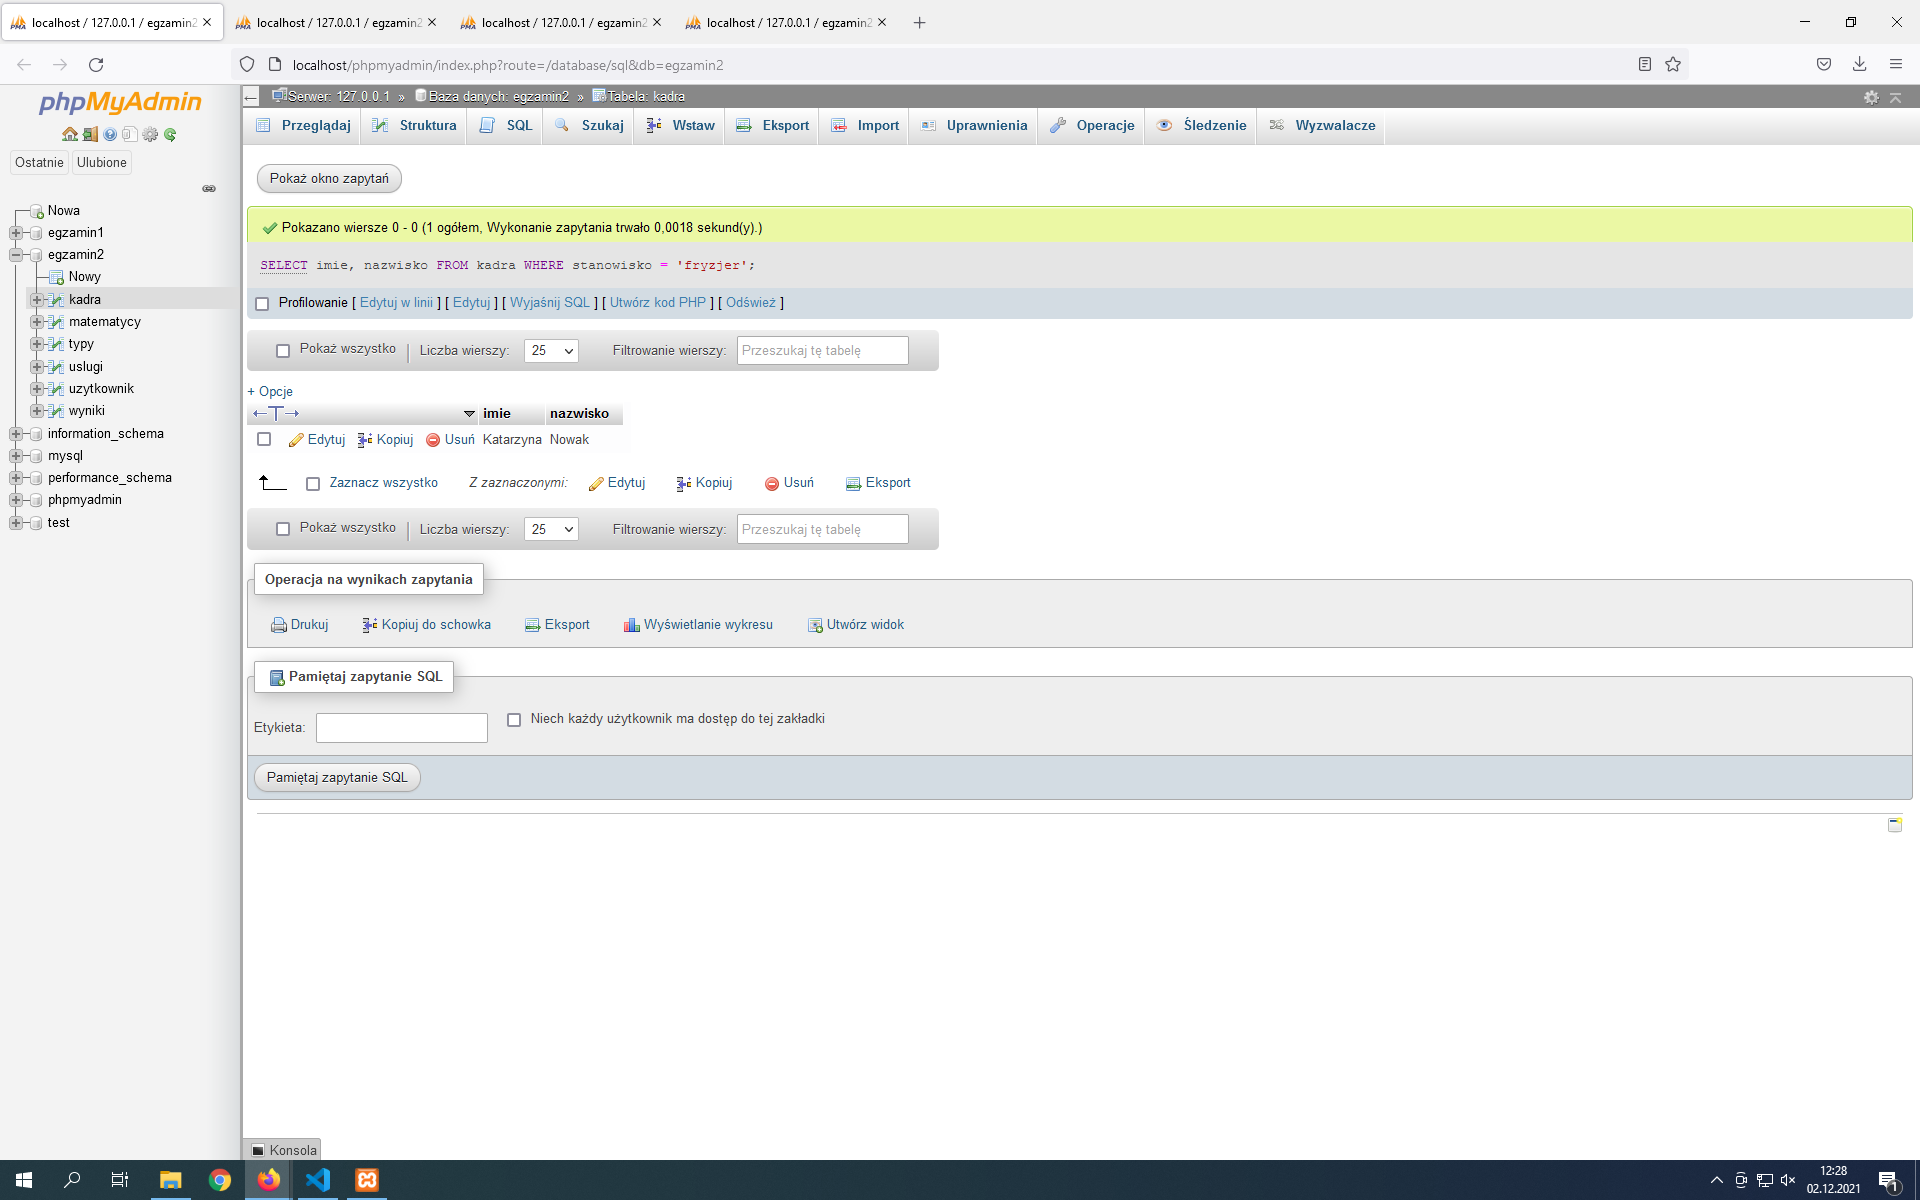 localhost / 127.0.0.1 / egzamin2
localhost / 127.0.0.1 / egzamin2
localhost / 127.0.0.1 / egzamin2
localhost / 127.0.0.1 / egzamin2
localhost/phpmyadmin/index.php?route=/database/sql&db=egzamin2
phpMyAdmin
Ostatnie Ulubione
Nowa
egzamin1
egzamin2
Nowy
kadra
matematycy
typy
uslugi
uzytkownik
wyniki
information_schema
mysql
performance_schema
phpmyadmin
test
Serwer: 127.0.0.1 » Baza danych: egzamin2 » Tabela: kadra
Przeglądaj Struktura SQL Szukaj Wstaw Eksport Import Uprawnienia Operacje Śledzenie Wyzwalacze
Pokaż okno zapytań
Pokazano wiersze 0 - 0 (1 ogółem, Wykonanie zapytania trwało 0,0018 sekund(y).)
SELECT imie, nazwisko FROM kadra WHERE stanowisko = 'fryzjer';
Profilowanie [ Edytuj w linii ] [ Edytuj ] [ Wyjaśnij SQL ] [ Utwórz kod PHP ] [ Odśwież ]
Pokaż wszystko | Liczba wierszy: 25 Filtrowanie wierszy: Przeszukaj tę tabelę
+ Opcje
←T→ imie nazwisko
Edytuj Kopiuj Usuń Katarzyna Nowak
Zaznacz wszystko Z zaznaczonymi: Edytuj Kopiuj Usuń Eksport
Pokaż wszystko | Liczba wierszy: 25 Filtrowanie wierszy: Przeszukaj tę tabelę
Operacja na wynikach zapytania
Drukuj Kopiuj do schowka Eksport Wyświetlanie wykresu Utwórz widok
Pamiętaj zapytanie SQL
Etykieta: Niech każdy użytkownik ma dostęp do tej zakładki
Pamiętaj zapytanie SQL
Konsola
12:28
02.12.2021
1